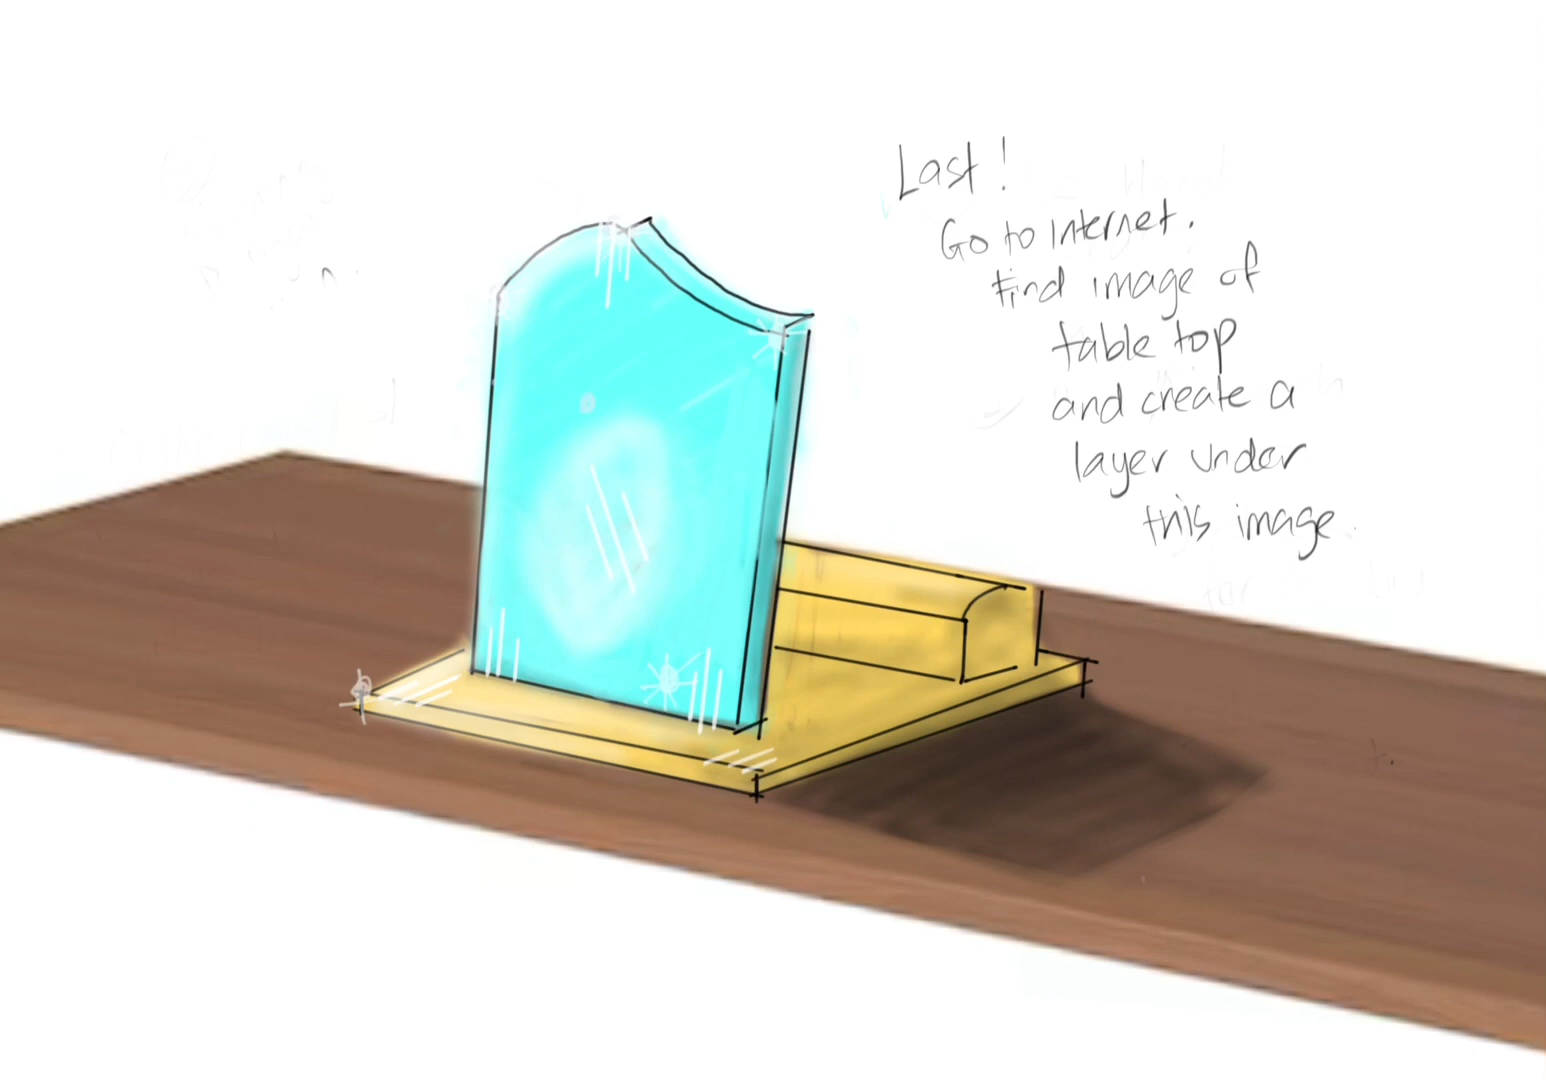 Last !
Go to internet.
find image of
table top
and create a
layer under
this image.